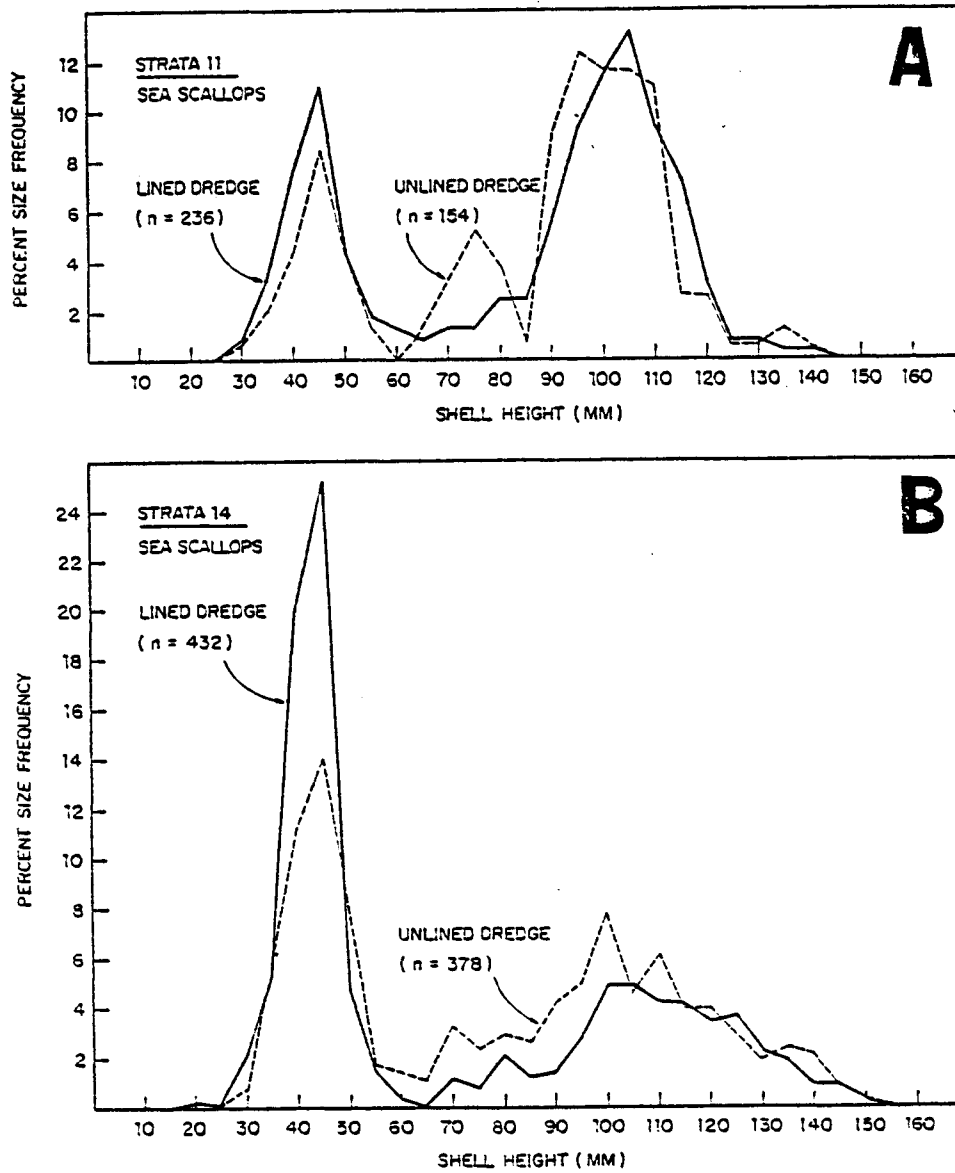 A
STRATA 11
SEA SCALLOPS
LINED DREDGE
(n = 236)
UNLINED DREDGE
(n = 154)
PERCENT SIZE FREQUENCY
12
10
8
6
4
2
10 20 30 40 50 60 70 80 90 100 110 120 130 140 150 160
SHELL HEIGHT (MM)
B
STRATA 14
SEA SCALLOPS
LINED DREDGE
(n = 432)
UNLINED DREDGE
(n = 378)
PERCENT SIZE FREQUENCY
24
22
20
18
16
14
12
10
8
6
4
2
10 20 30 40 50 60 70 80 90 100 110 120 130 140 150 160
SHELL HEIGHT (MM)